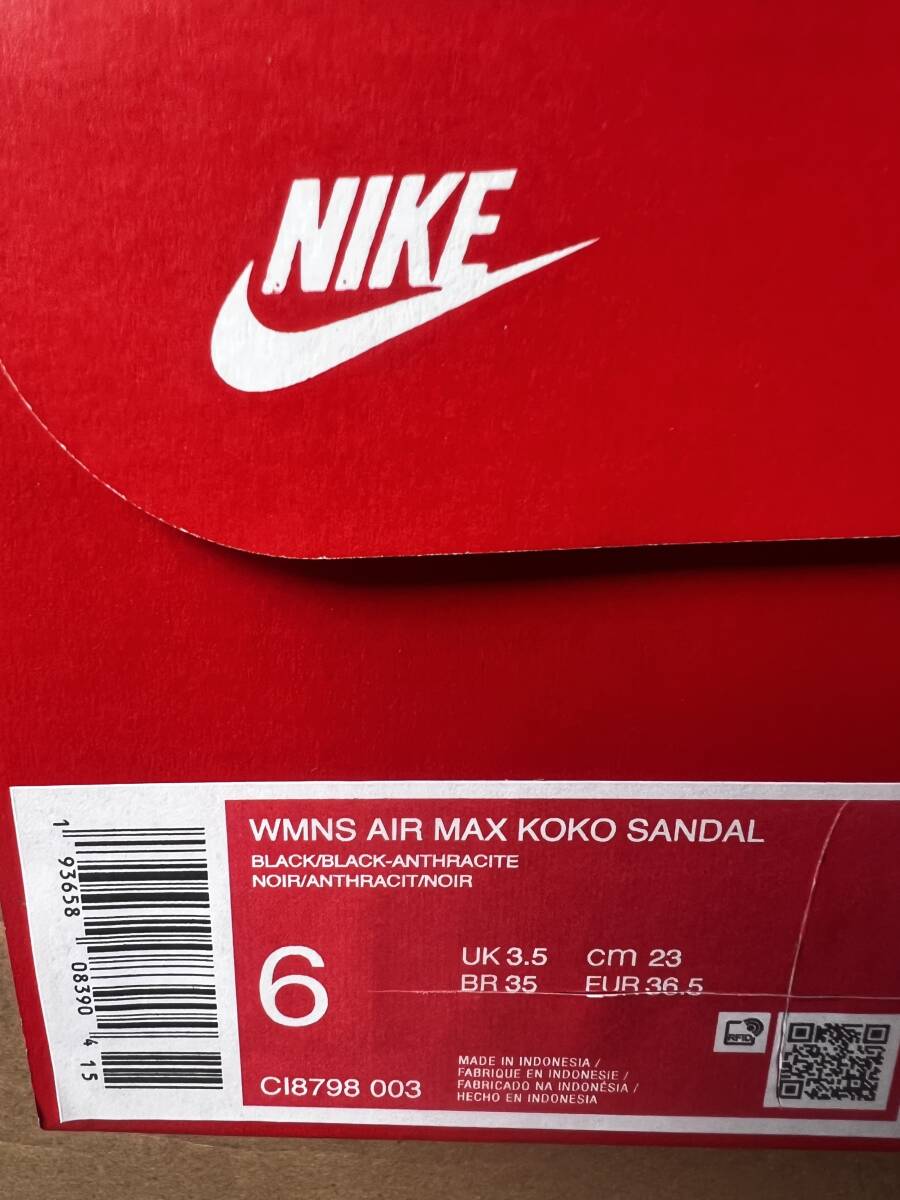 NIKE
WMNS AIR MAX KOKO SANDAL
BLACK/BLACK-ANTHRACITE
NOIR/ANTHRACIT/NOIR
6
UK 3.5 cm 23
BR 35 EUR 36.5
RFID
CI8798 003
MADE IN INDONESIA /
FABRIQUE EN INDONESIE /
FABRICADO NA INDONÉSIA /
HECHO EN INDONESIA
1 93658 08390 4 15